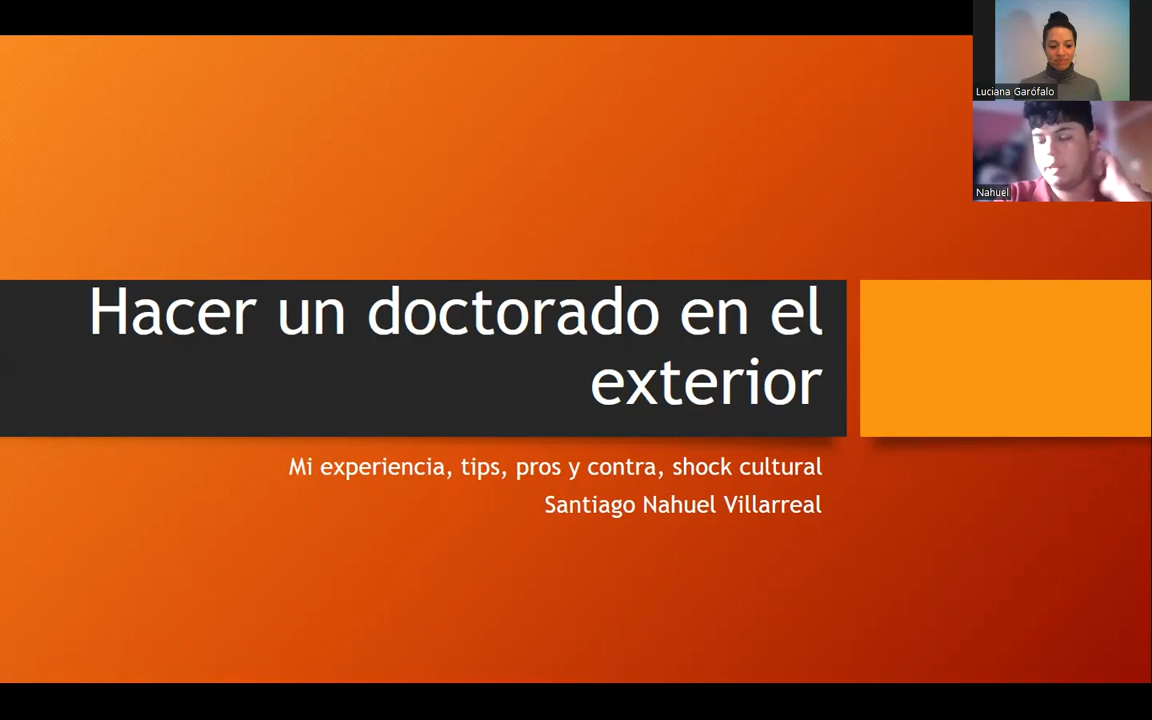 Luciana Garófalo
Nahuel
Hacer un doctorado en el
exterior
Mi experiencia, tips, pros y contra, shock cultural
Santiago Nahuel Villarreal